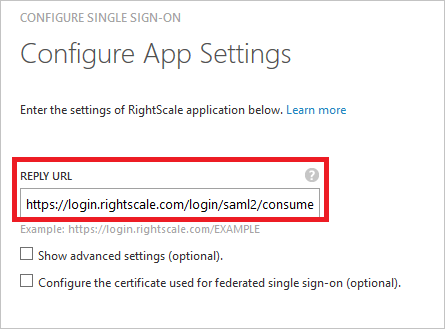 CONFIGURE SINGLE SIGN-ON
Configure App Settings
Enter the settings of RightScale application below. Learn more
REPLY URL
?
https://login.rightscale.com/login/saml2/consume
Example: https://login.rightscale.com/EXAMPLE
Show advanced settings (optional).
Configure the certificate used for federated single sign-on (optional).